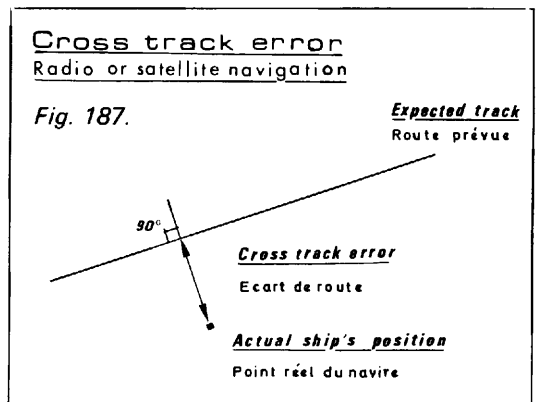 Cross track error
Radio or satellite navigation
Fig. 187.
Expected track
Route prévue
90°
Cross track error
Ecart de route
Actual ship's position
Point réel du navire